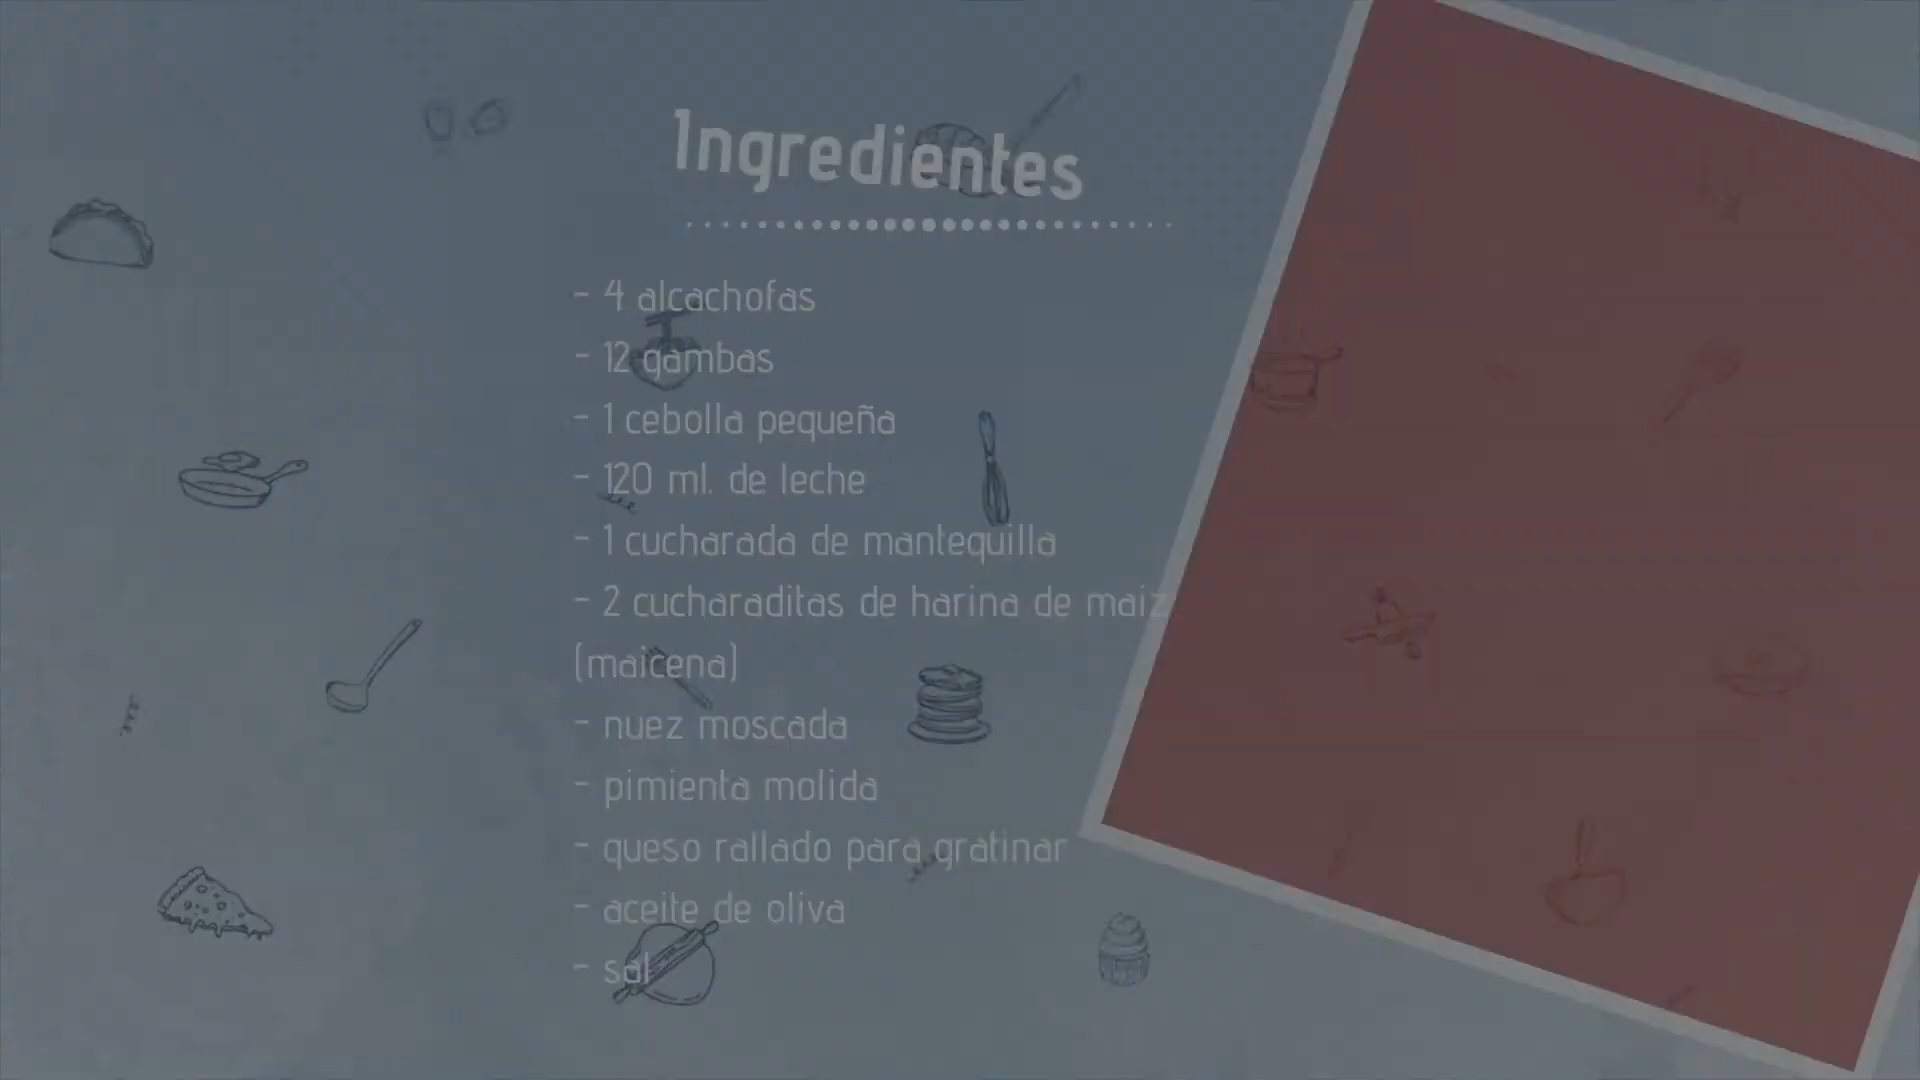 Ingredientes
- 4 alcachofas
- 12 gambas
- 1 cebolla pequeña
- 120 ml. de leche
- 1 cucharada de mantequilla
- 2 cucharaditas de harina de maiz
(maicena)
- nuez moscada
- pimienta molida
- queso rallado para gratinar
- aceite de oliva
- sal